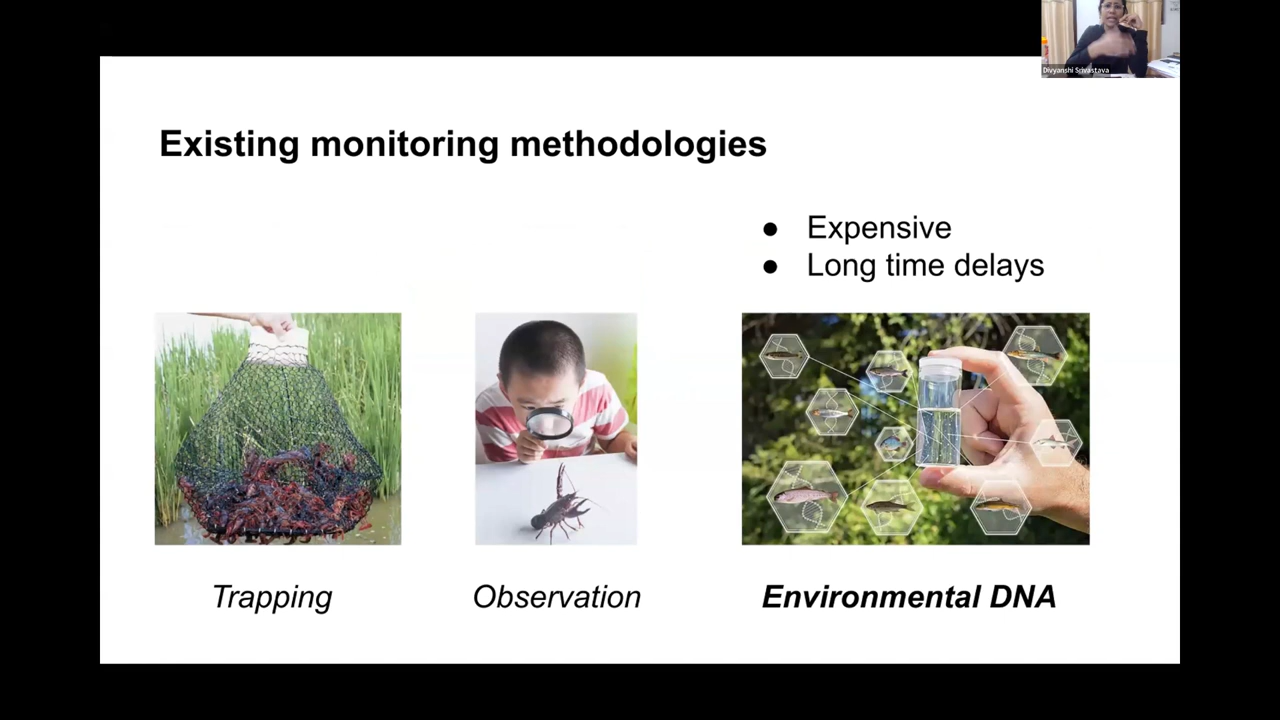 Divyanshi Srivastava
Existing monitoring methodologies
● Expensive
● Long time delays
Trapping
Observation
Environmental DNA